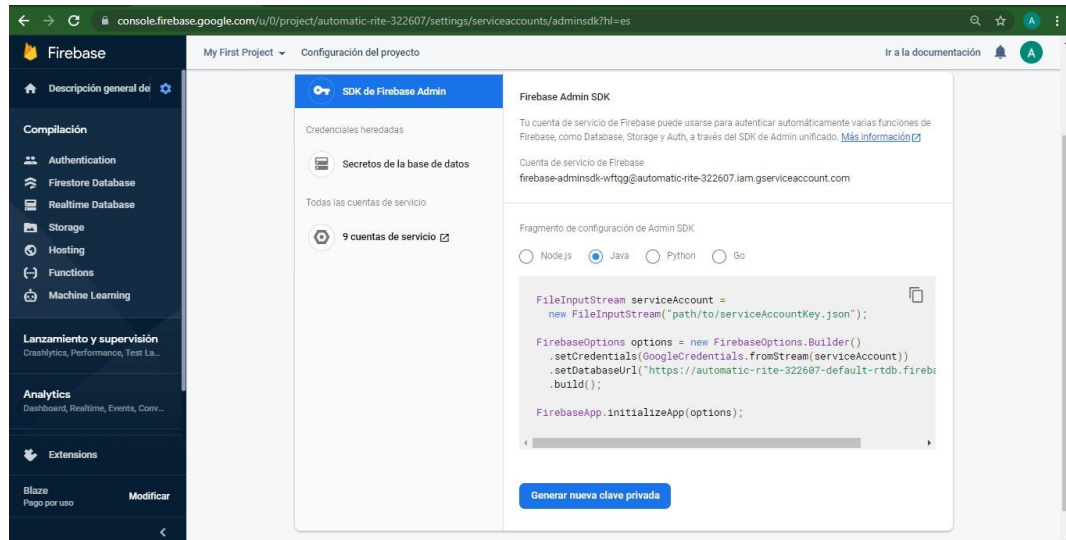 console.firebase.google.com/u/0/project/automatic-rite-322607/settings/serviceaccounts/adminsdk?hl=es
A
Firebase
My First Project
Configuración del proyecto
Ir a la documentación
A
Descripción general de
Compilación
Authentication
Firestore Database
Realtime Database
Storage
Hosting
Functions
Machine Learning
Lanzamiento y supervisión
Crashlytics, Performance, Test La...
Analytics
Dashboard, Realtime, Events, Conv...
Extensions
Blaze
Pago por uso
Modificar
SDK de Firebase Admin
Credenciales heredadas
Secretos de la base de datos
Todas las cuentas de servicio
9 cuentas de servicio
Firebase Admin SDK
Tu cuenta de servicio de Firebase puede usarse para autenticar automáticamente varias funciones de
Firebase, como Database, Storage y Auth, a través del SDK de Admin unificado. Más información
Cuenta de servicio de Firebase
firebase-adminsdk-wftqg@automatic-rite-322607.iam.gserviceaccount.com
Fragmento de configuración de Admin SDK
Node.js Java Python Go
FileInputStream serviceAccount =
new FileInputStream("path/to/serviceAccountKey.json");
FirebaseOptions options = new FirebaseOptions.Builder()
.setCredentials(GoogleCredentials.fromStream(serviceAccount))
.setDatabaseUrl("https://automatic-rite-322607-default-rtdb.fireba
.build();
FirebaseApp.initializeApp(options);
Generar nueva clave privada